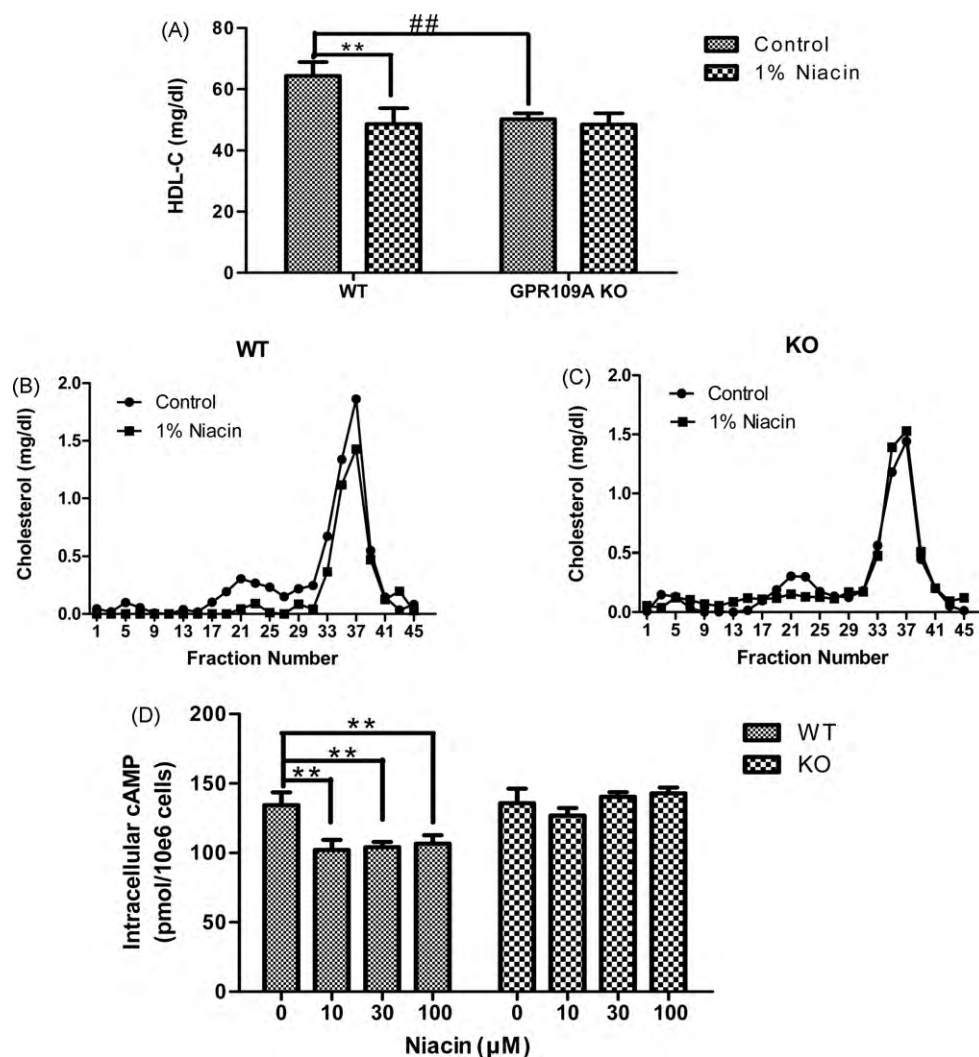 (A)
##
**
80
60
40
20
0
HDL-C (mg/dl)
WT
GPR109A KO
Control
1% Niacin
WT
(B)
2.0
1.5
1.0
0.5
0.0
Cholesterol (mg/dl)
Control
1% Niacin
1 5 9 13 17 21 25 29 33 37 41 45
Fraction Number
KO
(C)
2.0
1.5
1.0
0.5
0.0
Cholesterol (mg/dl)
Control
1% Niacin
1 5 9 13 17 21 25 29 33 37 41 45
Fraction Number
(D)
200
150
100
50
0
Intracellular cAMP
(pmol/10e6 cells)
**
**
**
0 10 30 100 0 10 30 100
Niacin (µM)
WT
KO